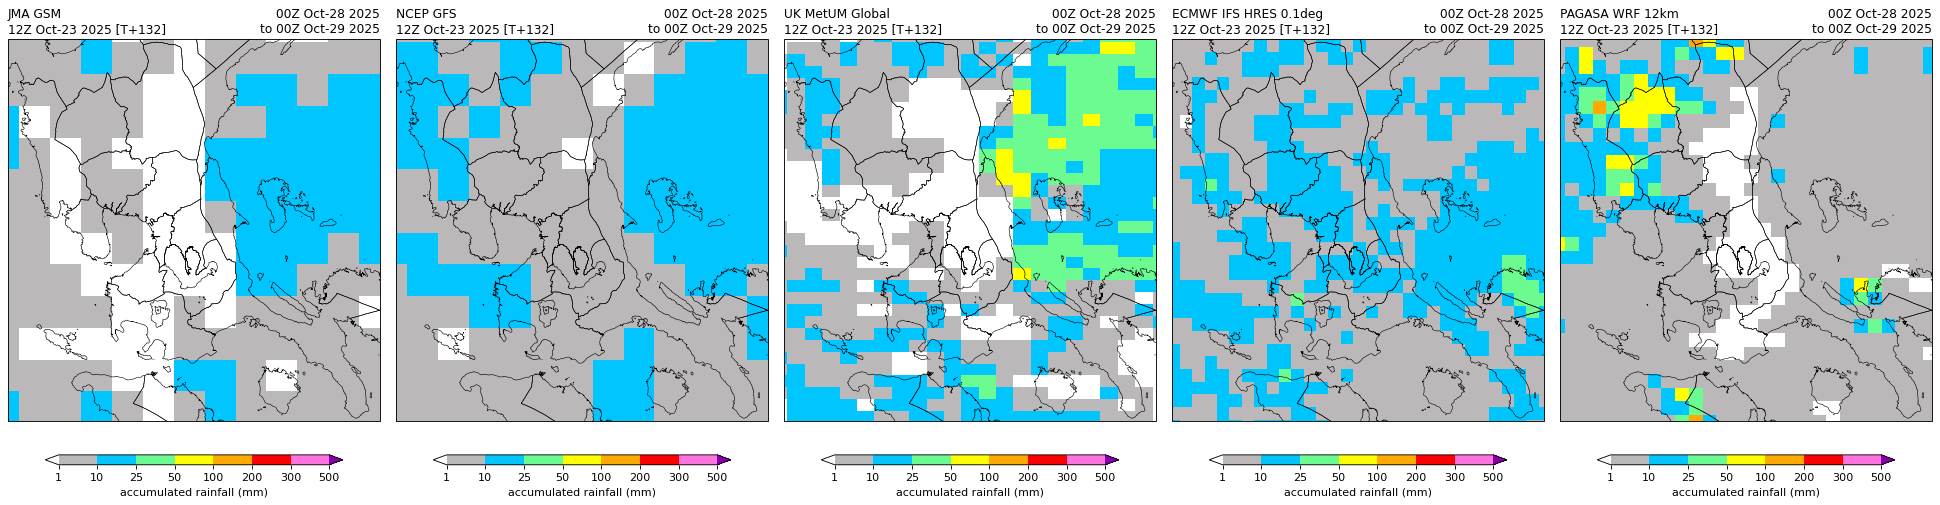 JMA GSM
00Z Oct-28 2025
12Z Oct-23 2025 [T+132]
to 00Z Oct-29 2025
NCEP GFS
00Z Oct-28 2025
12Z Oct-23 2025 [T+132]
to 00Z Oct-29 2025
UK MetUM Global
00Z Oct-28 2025
12Z Oct-23 2025 [T+132]
to 00Z Oct-29 2025
ECMWF IFS HRES 0.1deg
00Z Oct-28 2025
12Z Oct-23 2025 [T+132]
to 00Z Oct-29 2025
PAGASA WRF 12km
00Z Oct-28 2025
12Z Oct-23 2025 [T+132]
to 00Z Oct-29 2025
1 10 25 50 100 200 300 500
accumulated rainfall (mm)
1 10 25 50 100 200 300 500
accumulated rainfall (mm)
1 10 25 50 100 200 300 500
accumulated rainfall (mm)
1 10 25 50 100 200 300 500
accumulated rainfall (mm)
1 10 25 50 100 200 300 500
accumulated rainfall (mm)